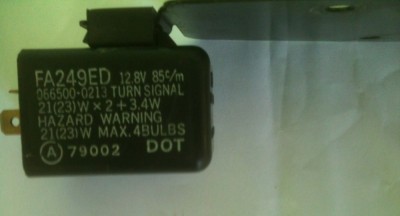 FA249ED 12.8V 85c/m
066500-0213 TURN SIGNAL
21(23)W×2+3.4W
HAZARD WARNING
21(23)W MAX.4BULBS
A 79002 DOT